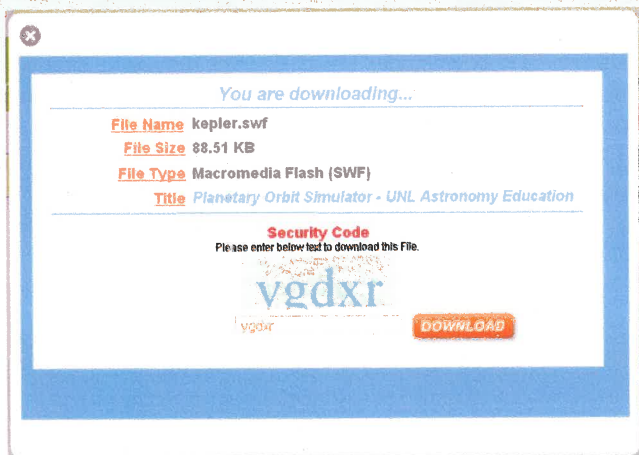 You are downloading...
File Name kepler.swf
File Size 88.51 KB
File Type Macromedia Flash (SWF)
Title Planetary Orbit Simulator - UNL Astronomy Education
Security Code
Please enter below text to download this File.
vgdxr
vgdxr DOWNLOAD